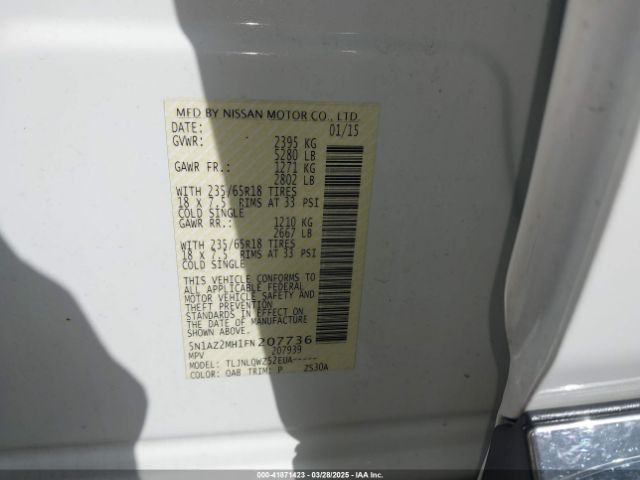 MFD BY NISSAN MOTOR CO., LTD.
DATE: 01/15
GVWR: 2395 KG
5280 LB
GAWR FR.: 1271 KG
2802 LB
WITH 235/65R18 TIRES
18 X 7.5 RIMS AT 33 PSI
COLD SINGLE
GAWR RR.: 1210 KG
2667 LB
WITH 235/65R18 TIRES
18 X 7.5 RIMS AT 33 PSI
COLD SINGLE
THIS VEHICLE CONFORMS TO
ALL APPLICABLE FEDERAL
MOTOR VEHICLE SAFETY AND
THEFT PREVENTION
STANDARDS IN EFFECT ON
THE DATE OF MANUFACTURE
SHOWN ABOVE.
5N1AZ2MH1FN207736
MPV 207939
MODEL: TLJNLQWZ52EUA-----
COLOR: QAB TRIM: P ZS30A
000-41871423 - 03/28/2025 - © IAA, Inc.